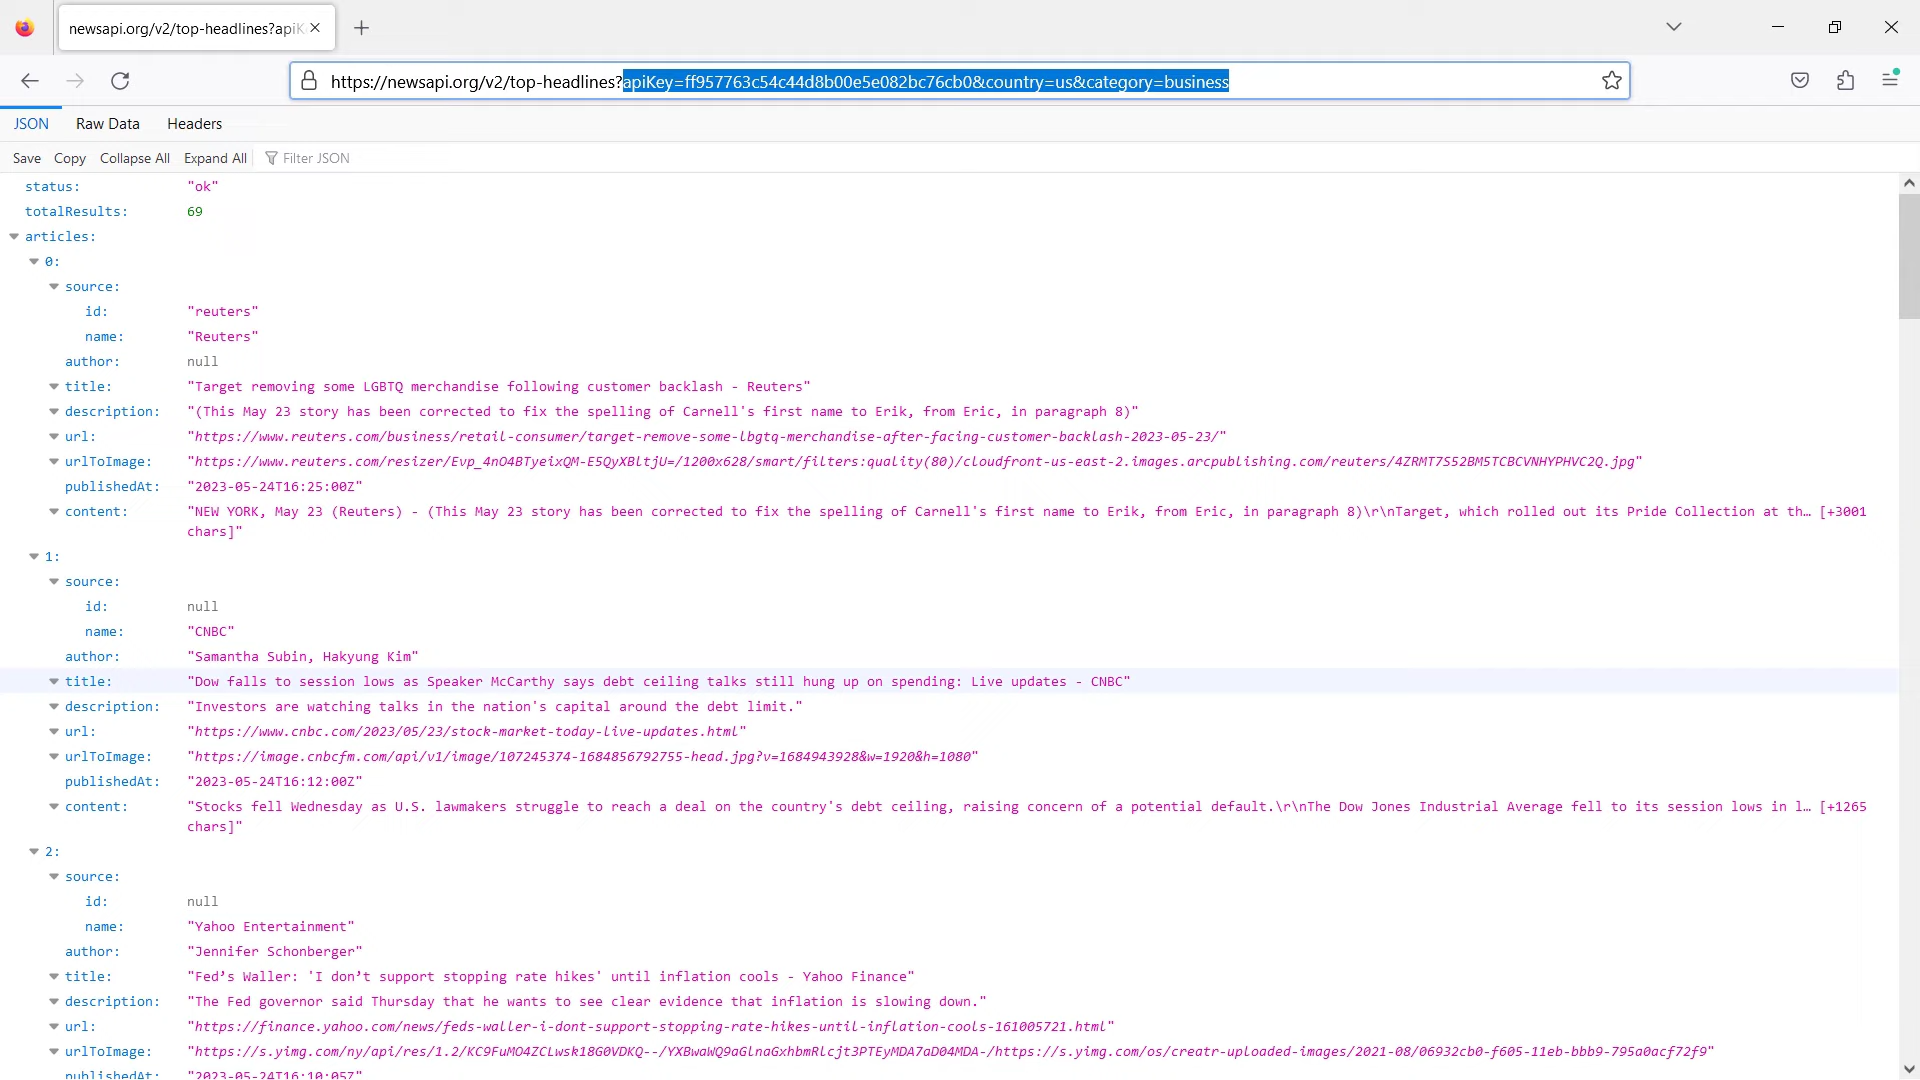 newsapi.org/v2/top-headlines?apiK
https://newsapi.org/v2/top-headlines?apiKey=ff957763c54c44d8b00e5e082bc76cb0&country=us&category=business
JSON Raw Data Headers
Save Copy Collapse All Expand All Filter JSON
status: "ok"
totalResults: 69
articles:
0:
source:
id: "reuters"
name: "Reuters"
author: null
title: "Target removing some LGBTQ merchandise following customer backlash - Reuters"
description: "(This May 23 story has been corrected to fix the spelling of Carnell's first name to Erik, from Eric, in paragraph 8)"
url: "https://www.reuters.com/business/retail-consumer/target-remove-some-lbgtq-merchandise-after-facing-customer-backlash-2023-05-23/"
urlToImage: "https://www.reuters.com/resizer/Evp_4nO4BTyeixQM-E5QyXBltjU=/1200x628/smart/filters:quality(80)/cloudfront-us-east-2.images.arcpublishing.com/reuters/4ZRMT7S52BM5TCBCVNHYPHVC2Q.jpg"
publishedAt: "2023-05-24T16:25:00Z"
content: "NEW YORK, May 23 (Reuters) - (This May 23 story has been corrected to fix the spelling of Carnell's first name to Erik, from Eric, in paragraph 8)\r\nTarget, which rolled out its Pride Collection at th… [+3001
chars]"
1:
source:
id: null
name: "CNBC"
author: "Samantha Subin, Hakyung Kim"
title: "Dow falls to session lows as Speaker McCarthy says debt ceiling talks still hung up on spending: Live updates - CNBC"
description: "Investors are watching talks in the nation's capital around the debt limit."
url: "https://www.cnbc.com/2023/05/23/stock-market-today-live-updates.html"
urlToImage: "https://image.cnbcfm.com/api/v1/image/107245374-1684856792755-head.jpg?v=1684943928&w=1920&h=1080"
publishedAt: "2023-05-24T16:12:00Z"
content: "Stocks fell Wednesday as U.S. lawmakers struggle to reach a deal on the country's debt ceiling, raising concern of a potential default.\r\nThe Dow Jones Industrial Average fell to its session lows in l… [+1265
chars]"
2:
source:
id: null
name: "Yahoo Entertainment"
author: "Jennifer Schonberger"
title: "Fed’s Waller: 'I don’t support stopping rate hikes' until inflation cools - Yahoo Finance"
description: "The Fed governor said Thursday that he wants to see clear evidence that inflation is slowing down."
url: "https://finance.yahoo.com/news/feds-waller-i-dont-support-stopping-rate-hikes-until-inflation-cools-161005721.html"
urlToImage: "https://s.yimg.com/ny/api/res/1.2/KC9FuMO4ZCLwsk18G0VDKQ--/YXBwaWQ9aGlnaGxhbmRlcjt3PTEyMDA7aD04MDA-/https://s.yimg.com/os/creatr-uploaded-images/2021-08/06932cb0-f605-11eb-bbb9-795a0acf72f9"
publishedAt: "2023-05-24T16:10:05Z"